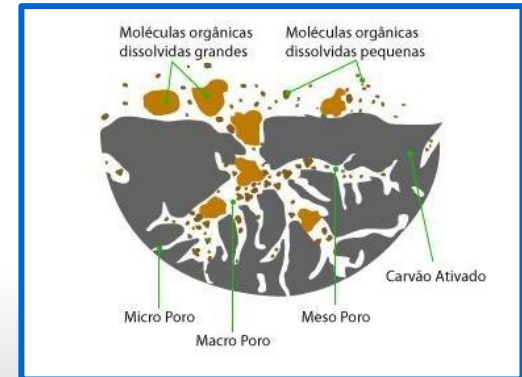 Moléculas orgânicas
dissolvidas grandes
Moléculas orgânicas
dissolvidas pequenas
Carvão Ativado
Micro Poro
Meso Poro
Macro Poro